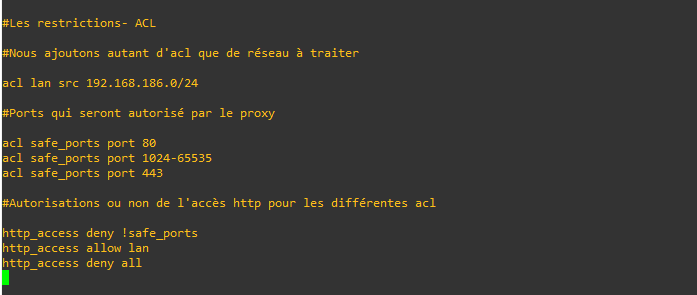 #Les restrictions- ACL
#Nous ajoutons autant d'acl que de réseau à traiter
acl lan src 192.168.186.0/24
#Ports qui seront autorisé par le proxy
acl safe_ports port 80
acl safe_ports port 1024-65535
acl safe_ports port 443
#Autorisations ou non de l'accès http pour les différentes acl
http_access deny !safe_ports
http_access allow lan
http_access deny all